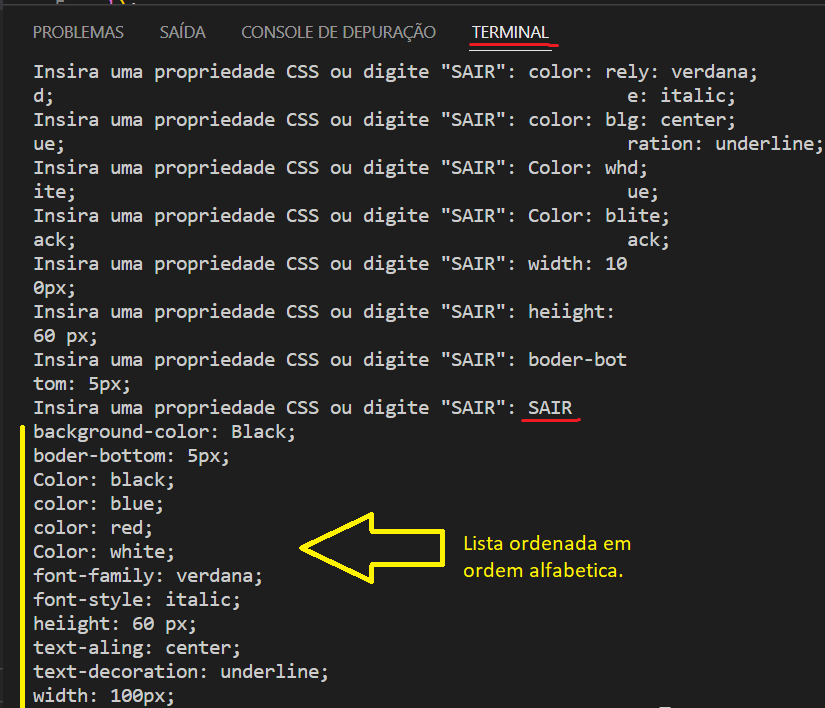 PROBLEMAS SAÍDA CONSOLE DE DEPURAÇÃO TERMINAL
Insira uma propriedade CSS ou digite "SAIR": color: rely: verdana;
d; e: italic;
Insira uma propriedade CSS ou digite "SAIR": color: blg: center;
ue; ration: underline;
Insira uma propriedade CSS ou digite "SAIR": Color: whd;
ite; ue;
Insira uma propriedade CSS ou digite "SAIR": Color: blite;
ack; ack;
Insira uma propriedade CSS ou digite "SAIR": width: 10
0px;
Insira uma propriedade CSS ou digite "SAIR": heiight:
60 px;
Insira uma propriedade CSS ou digite "SAIR": boder-bot
tom: 5px;
Insira uma propriedade CSS ou digite "SAIR": SAIR
background-color: Black;
boder-bottom: 5px;
Color: black;
color: blue;
color: red;
Color: white;
font-family: verdana;
font-style: italic;
heiight: 60 px;
text-aling: center;
text-decoration: underline;
width: 100px;
Lista ordenada em
ordem alfabetica.